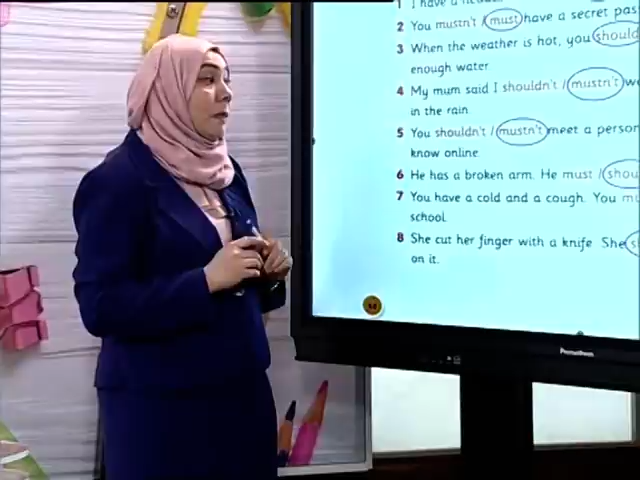 1 I have a
2 You mustn't / must have a secret pas
3 When the weather is hot, you should
enough water
4 My mum said I shouldn't / mustn't we
in the rain
5 You shouldn't / mustn't meet a person
know online.
6 He has a broken arm. He must / shou
7 You have a cold and a cough. You mu
school.
8 She cut her finger with a knife She s
on it.
Promethean